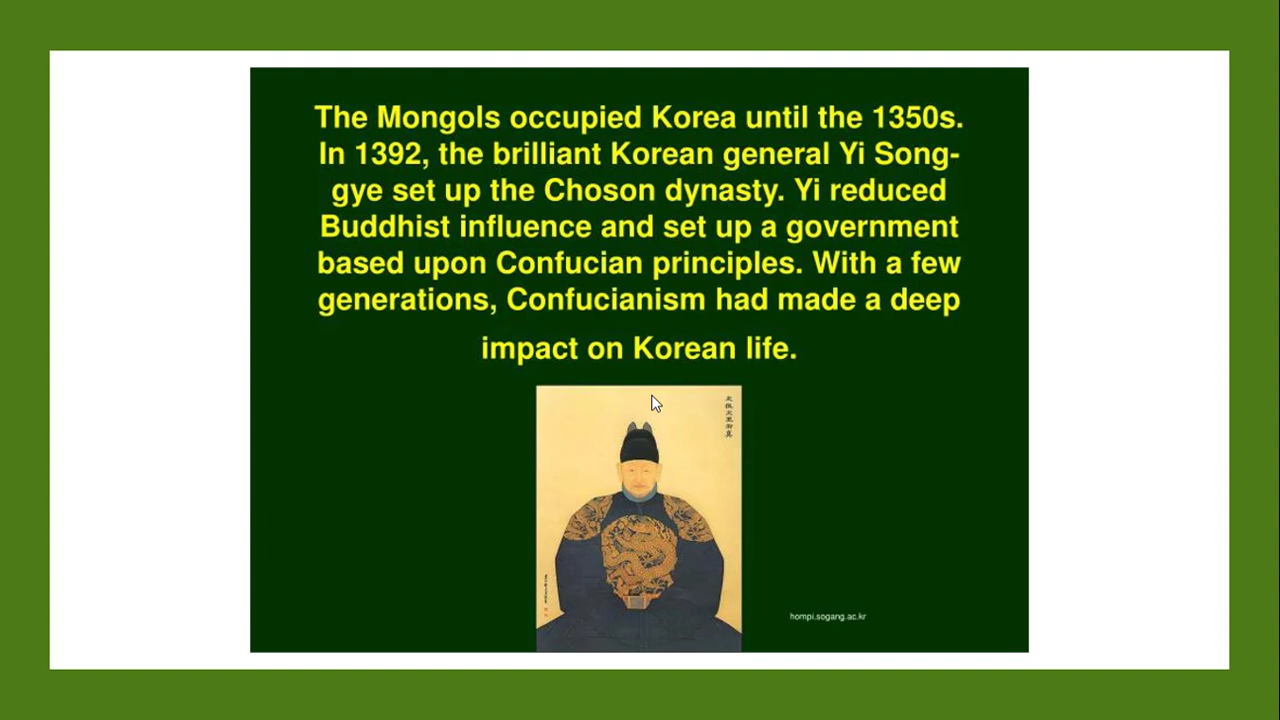 The Mongols occupied Korea until the 1350s.
In 1392, the brilliant Korean general Yi Song-
gye set up the Choson dynasty. Yi reduced
Buddhist influence and set up a government
based upon Confucian principles. With a few
generations, Confucianism had made a deep
impact on Korean life.
hompi.sogang.ac.kr